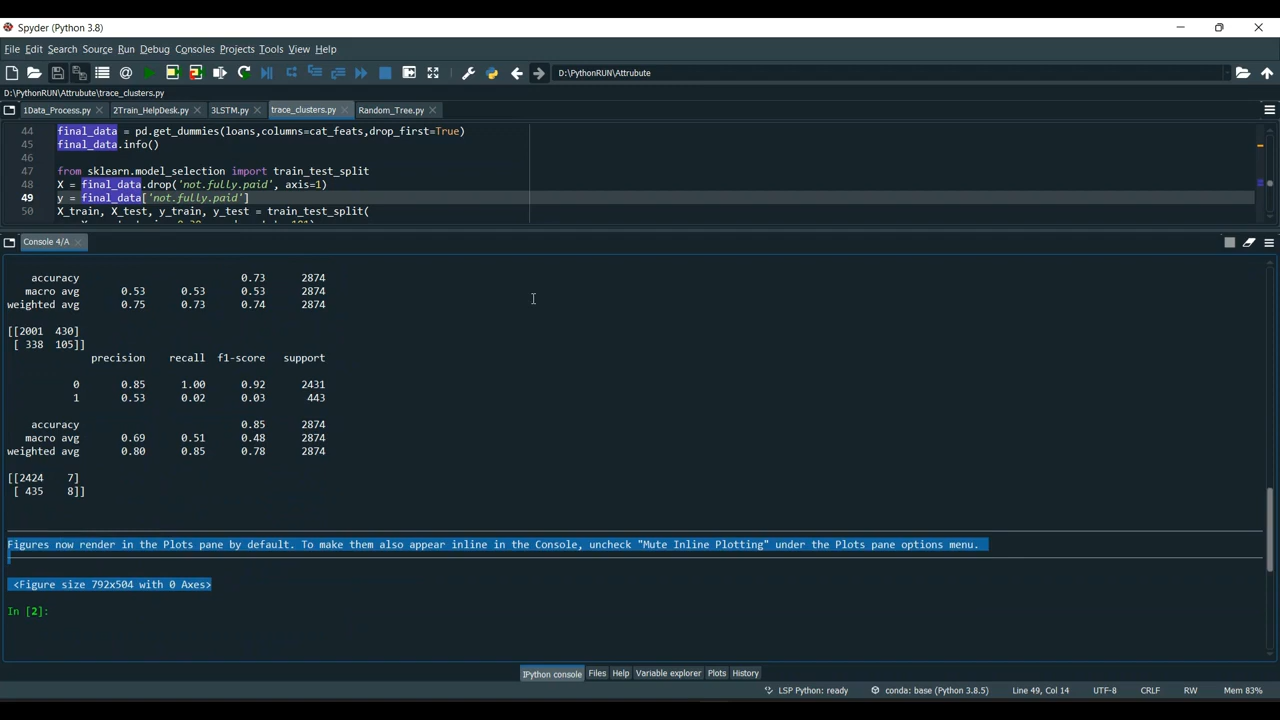 Spyder (Python 3.8)
File Edit Search Source Run Debug Consoles Projects Tools View Help
D:\PythonRUN\Attrubute
D:\PythonRUN\Attrubute\trace_clusters.py
1Data_Process.py 2Train_HelpDesk.py 3LSTM.py trace_clusters.py Random_Tree.py
44 final_data = pd.get_dummies(loans,columns=cat_feats,drop_first=True)
45 final_data.info()
46
47 from sklearn.model_selection import train_test_split
48 X = final_data.drop('not.fully.paid', axis=1)
49 y = final_data['not.fully.paid']
50 X_train, X_test, y_train, y_test = train_test_split(
Console 4/A
accuracy 0.73 2874
macro avg 0.53 0.53 0.53 2874
weighted avg 0.75 0.73 0.74 2874
[[2001 430]
[ 338 105]]
precision recall f1-score support
0 0.85 1.00 0.92 2431
1 0.53 0.02 0.03 443
accuracy 0.85 2874
macro avg 0.69 0.51 0.48 2874
weighted avg 0.80 0.85 0.78 2874
[[2424 7]
[ 435 8]]
Figures now render in the Plots pane by default. To make them also appear inline in the Console, uncheck "Mute Inline Plotting" under the Plots pane options menu.
<Figure size 792x504 with 0 Axes>
In [2]:
IPython console Files Help Variable explorer Plots History
LSP Python: ready conda: base (Python 3.8.5) Line 49, Col 14 UTF-8 CRLF RW Mem 83%